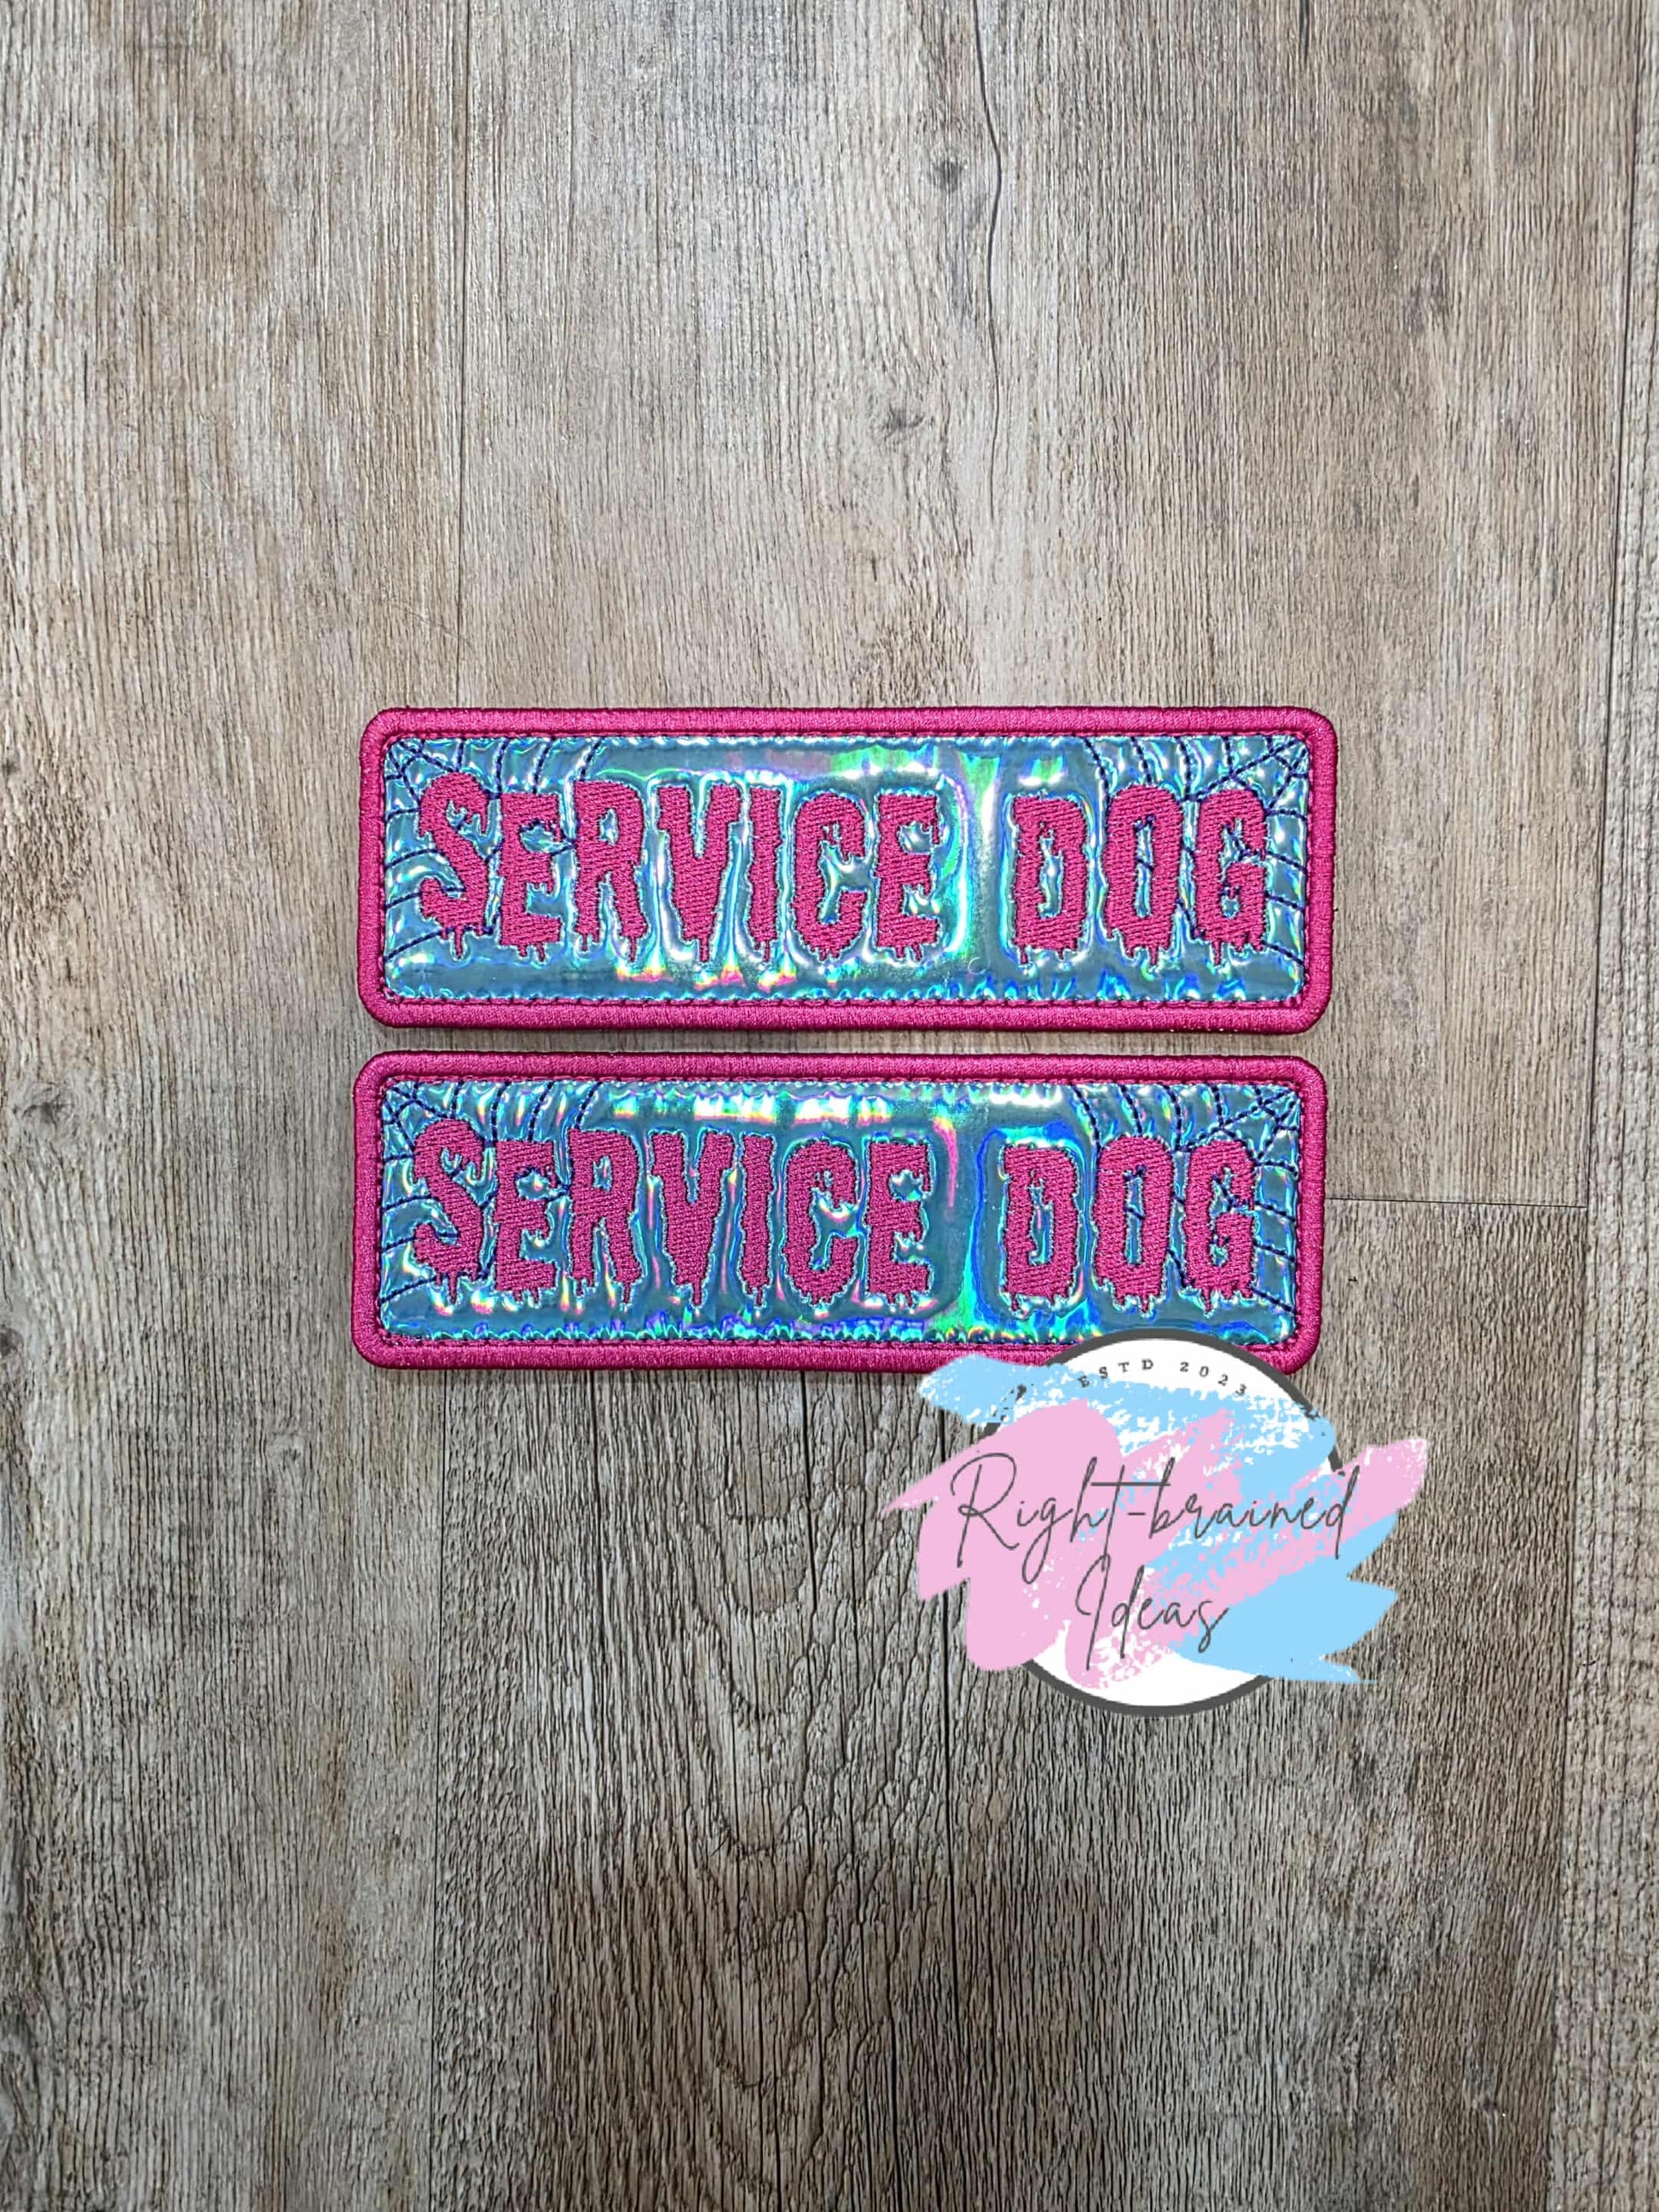 SERVICE DOG
SERVICE DOG
ESTD 2023
Right-brained
Ideas